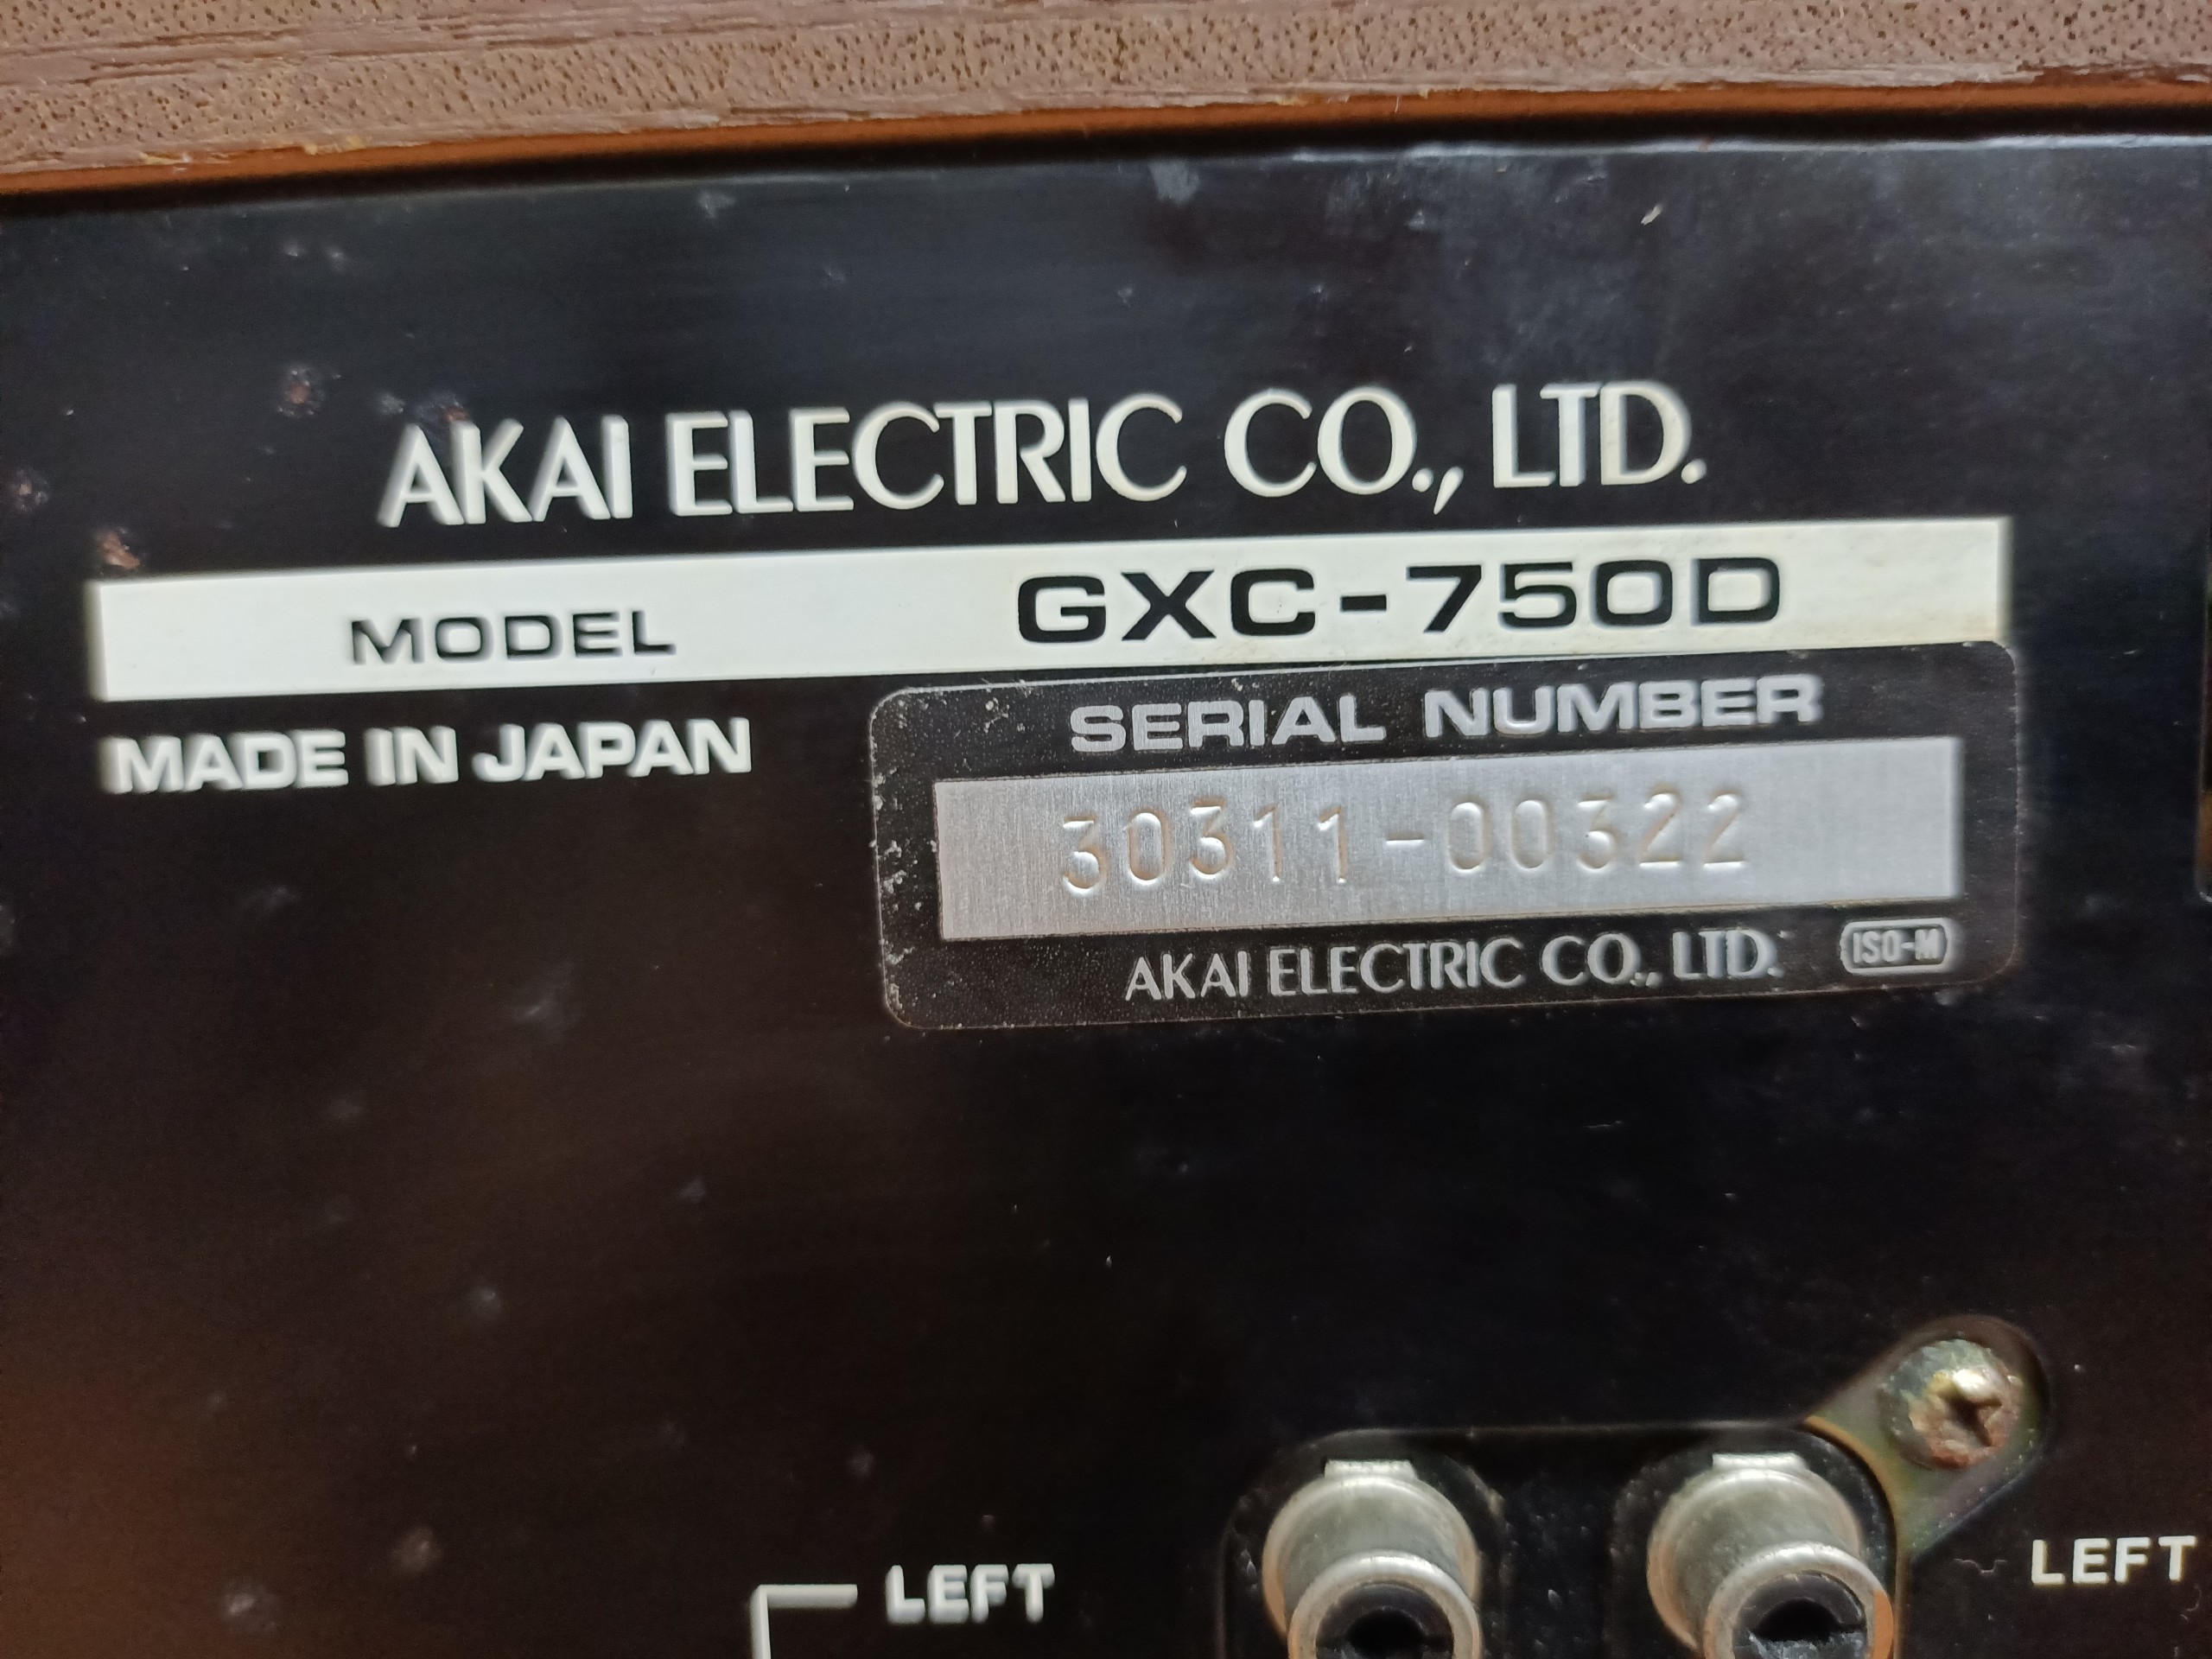 AKAI ELECTRIC CO., LTD.
MODEL GXC-750D
MADE IN JAPAN
SERIAL NUMBER
30311-00322
AKAI ELECTRIC CO., LTD. ISO-M
LEFT
LEFT